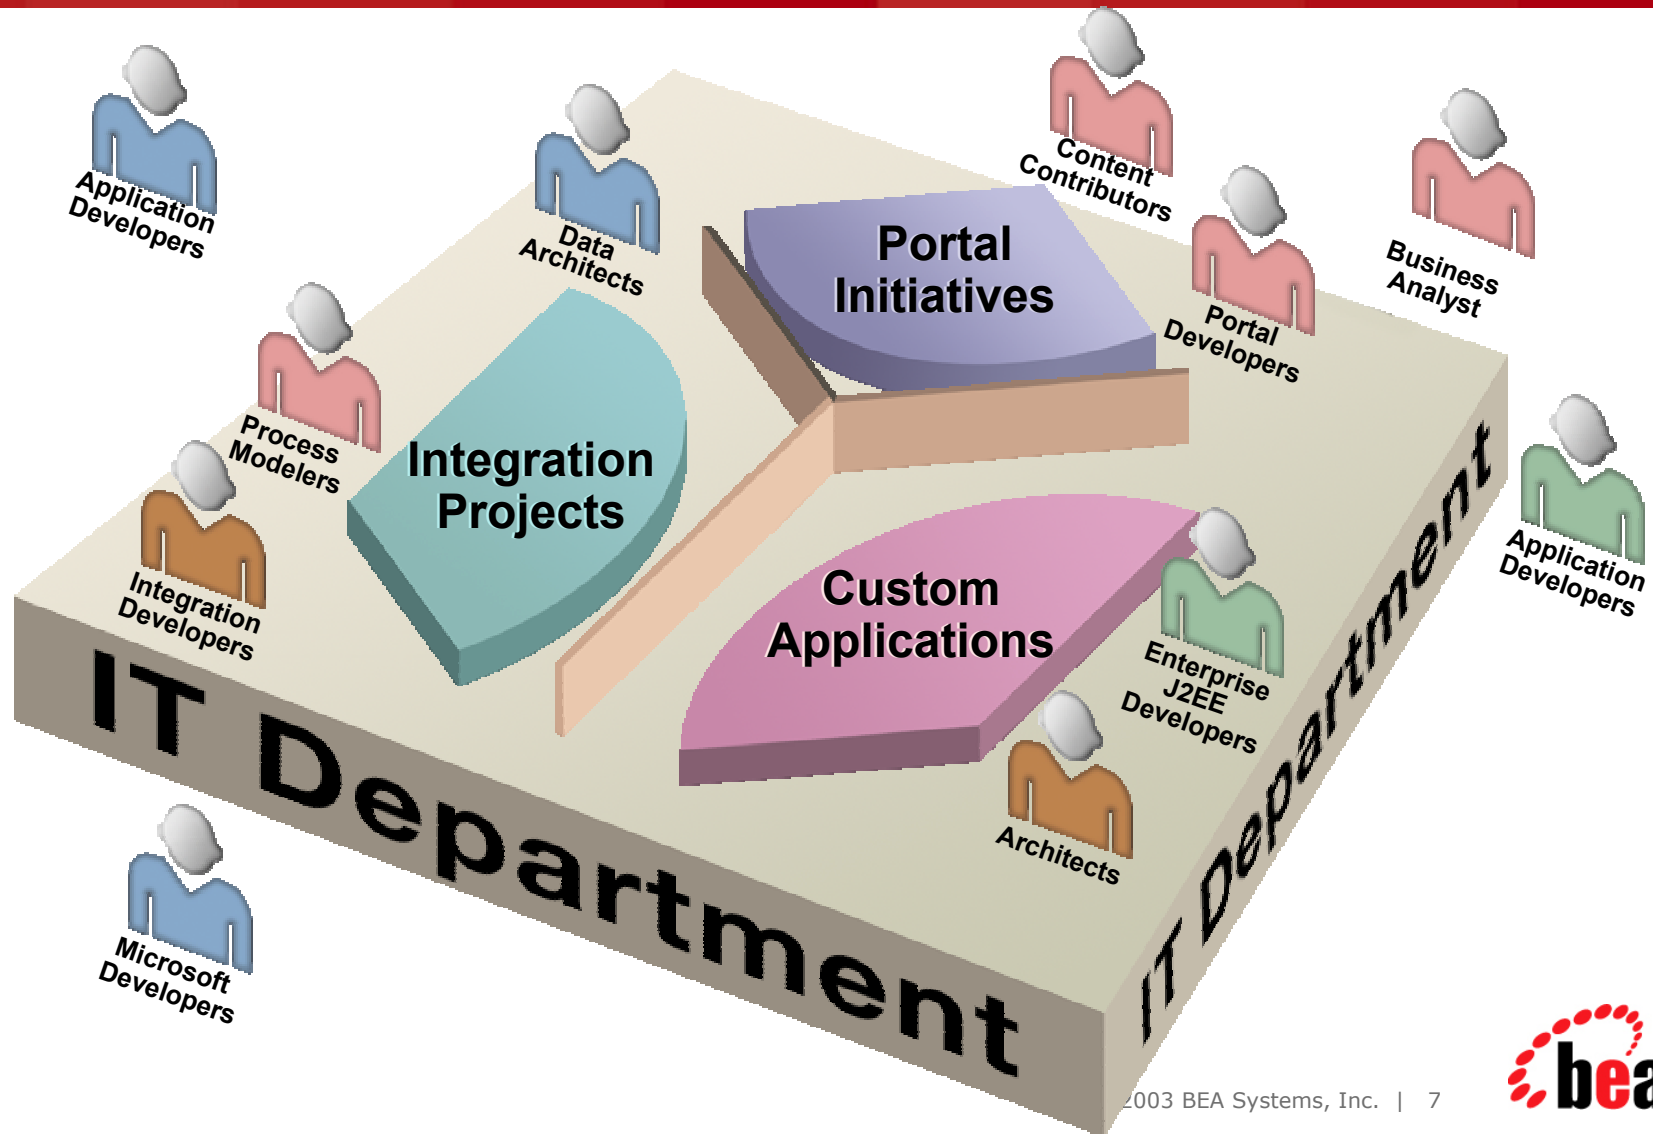 Application
Developers
Data
Architects
Content
Contributors
Business
Analyst
Portal
Initiatives
Portal
Developers
Process
Modelers
Integration
Projects
Integration
Developers
Custom
Applications
Application
Developers
Enterprise
J2EE
Developers
Architects
IT Department
IT Department
Microsoft
Developers
2003 BEA Systems, Inc. | 7
bea